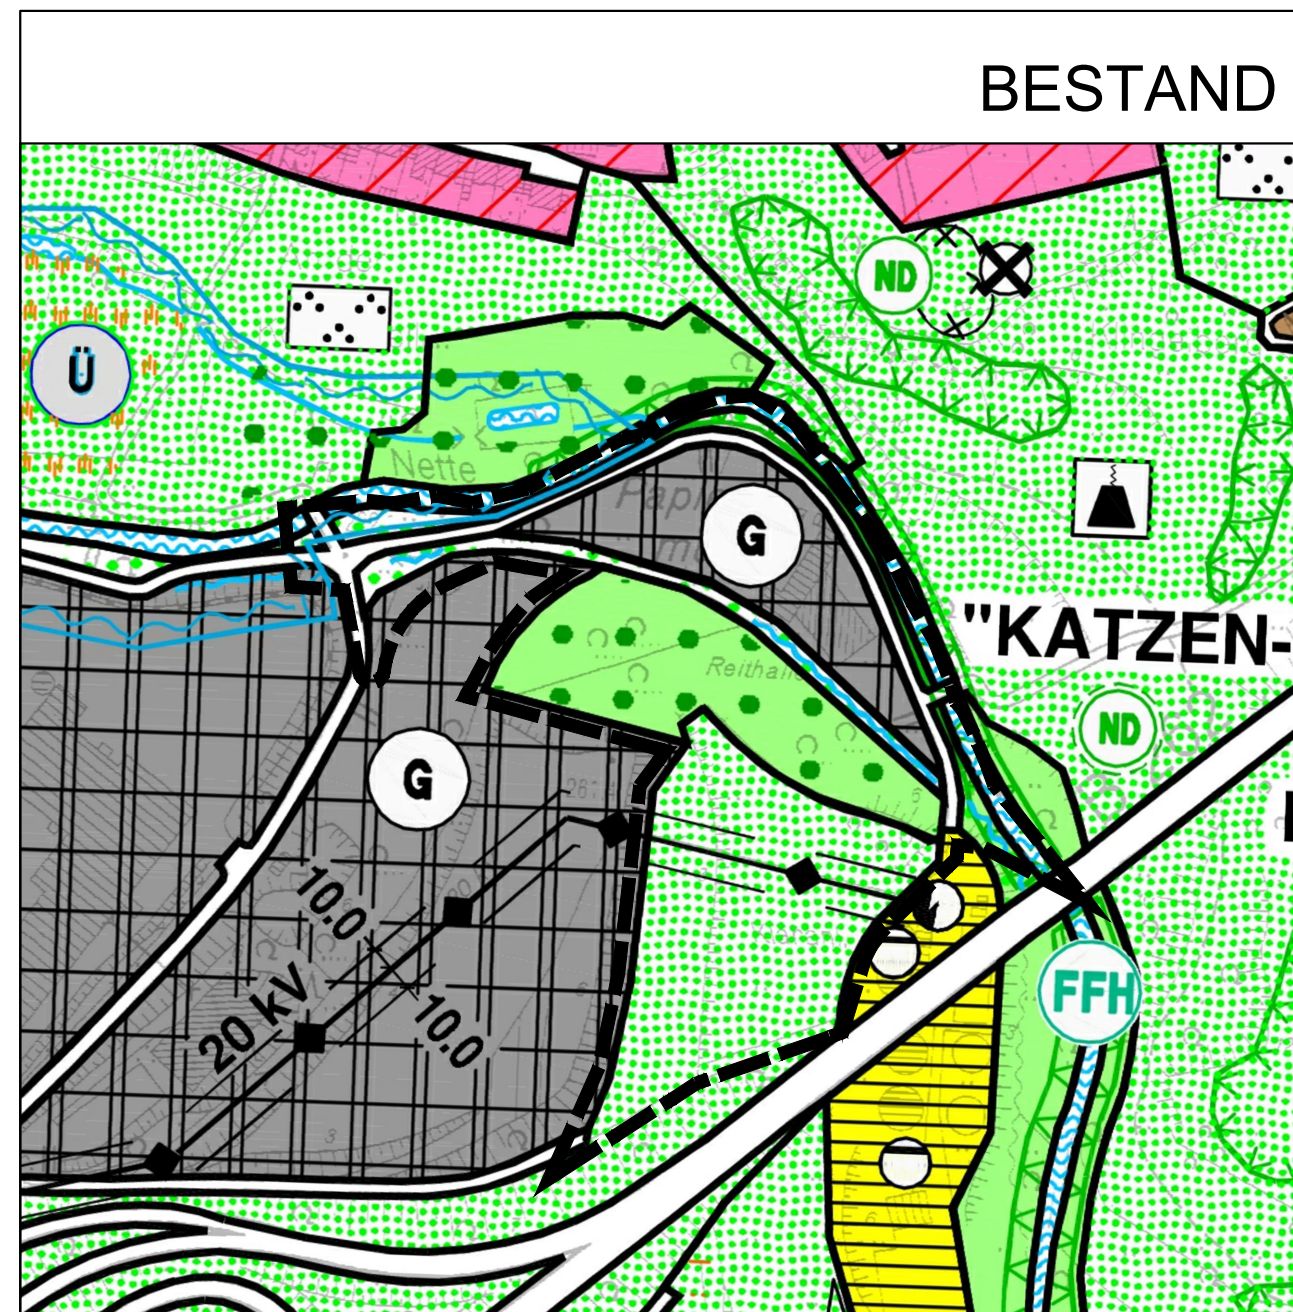 BESTAND
ND
Ü
Nette
G
"KATZEN-
Reithalle
ND
G
10.0
20 kV
10.0
FFH